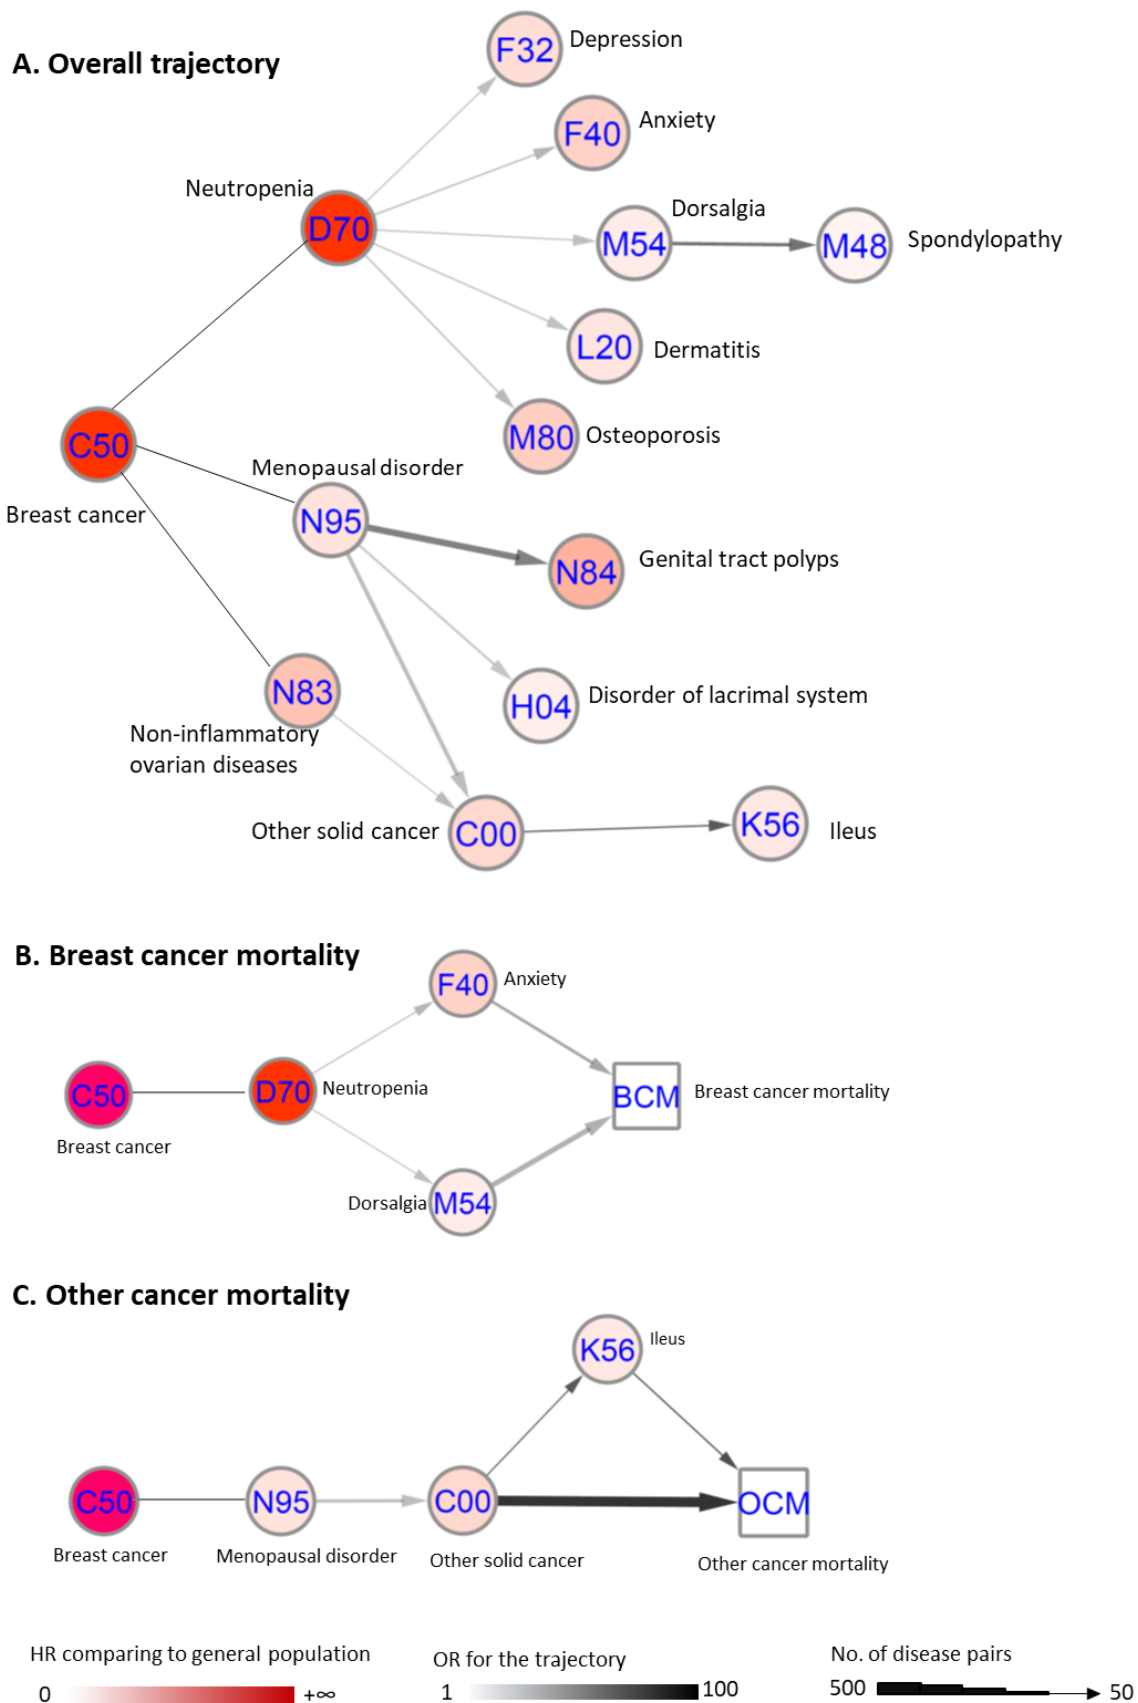 A. Overall trajectory
F32
Depression
F40
Anxiety
Neutropenia
D70
Dorsalgia
M54
M48
Spondylopathy
L20
Dermatitis
C50
M80
Osteoporosis
Breast cancer
Menopausal disorder
N95
N84
Genital tract polyps
N83
Non-inflammatory
ovarian diseases
H04
Disorder of lacrimal system
Other solid cancer
C00
K56
Ileus
B. Breast cancer mortality
F40
Anxiety
C50
Breast cancer
D70
Neutropenia
BCM
Breast cancer mortality
Dorsalgia
M54
C. Other cancer mortality
K56
Ileus
C50
N95
C00
OCM
Breast cancer
Menopausal disorder
Other solid cancer
Other cancer mortality
HR comparing to general population
0
+∞
OR for the trajectory
1
100
No. of disease pairs
500
50